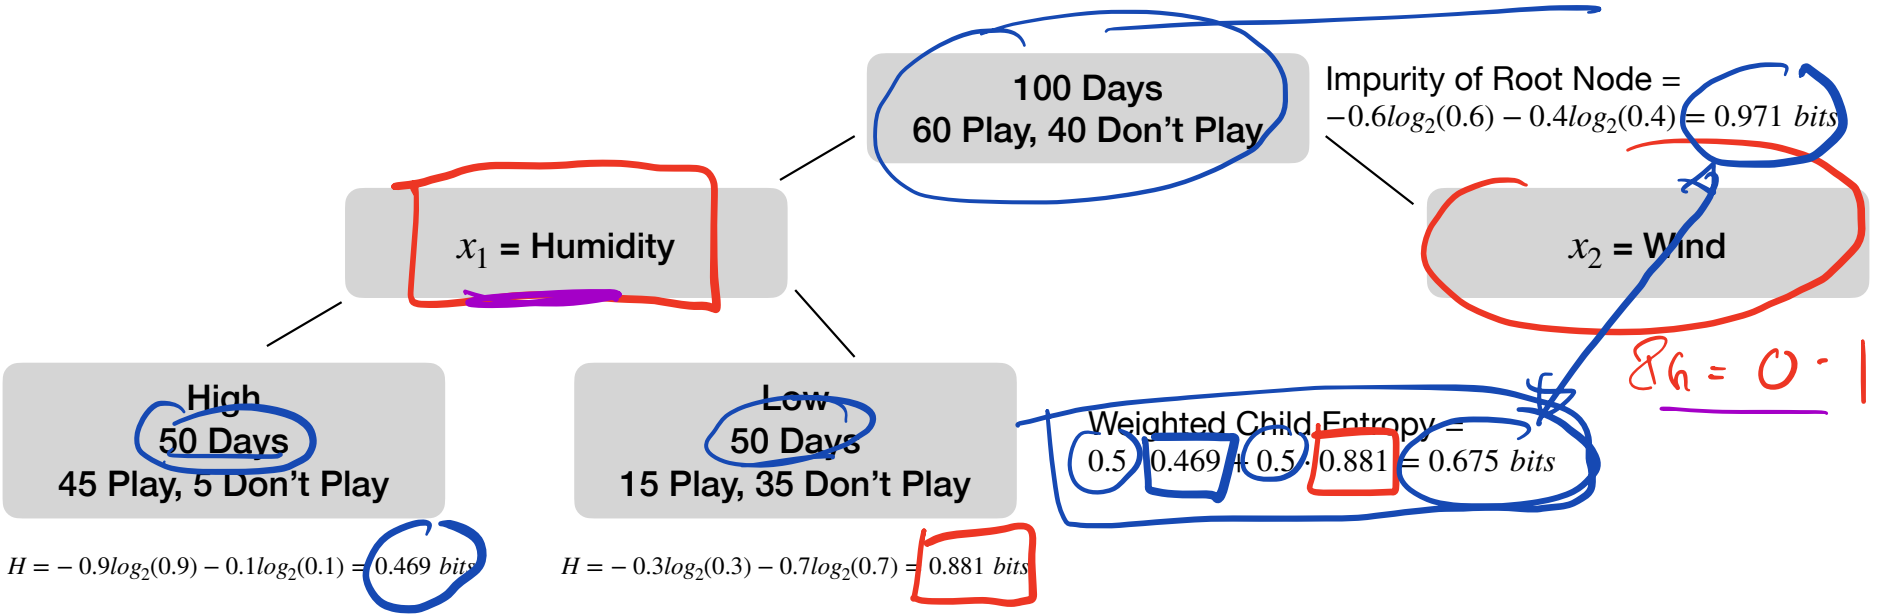 100 Days
60 Play, 40 Don't Play
Impurity of Root Node =
−0.6log₂(0.6) − 0.4log₂(0.4) = 0.971 bits
x₁ = Humidity
x₂ = Wind
High
50 Days
45 Play, 5 Don't Play
Low
50 Days
15 Play, 35 Don't Play
Weighted Child Entropy =
0.5 · 0.469 + 0.5 · 0.881 = 0.675 bits
= 0.1
H = − 0.9log₂(0.9) − 0.1log₂(0.1) = 0.469 bits
H = − 0.3log₂(0.3) − 0.7log₂(0.7) = 0.881 bits